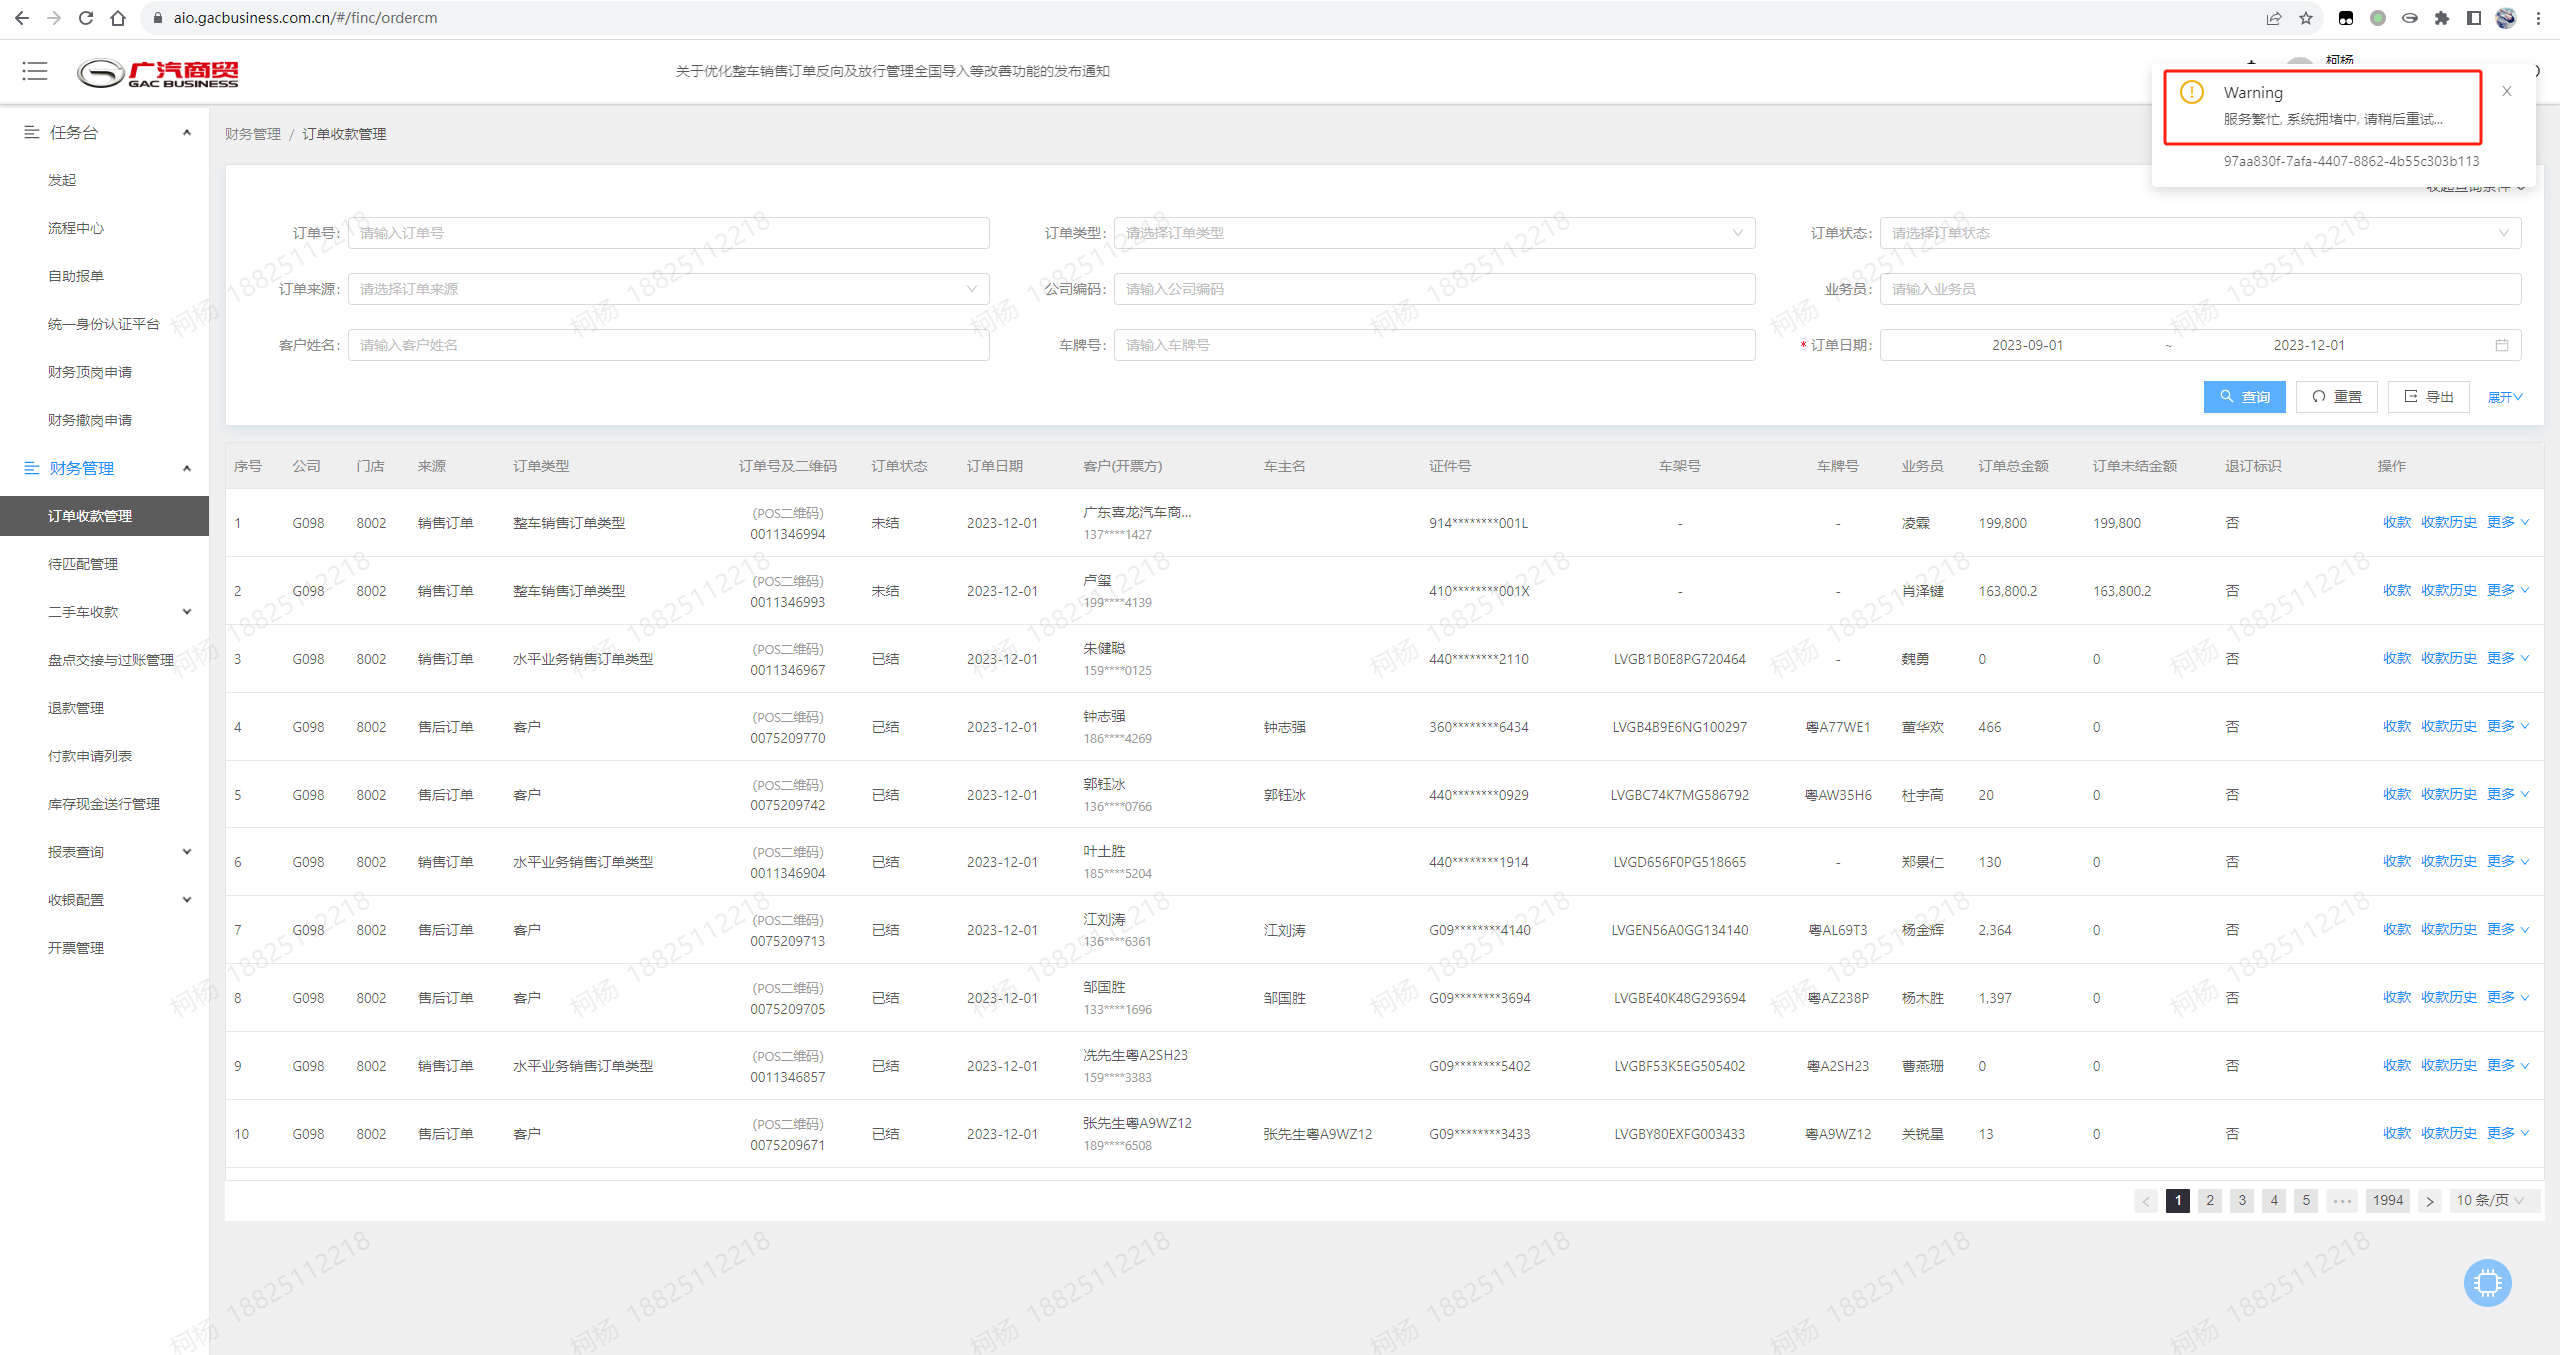 aio.gacbusiness.com.cn/#/finc/ordercm
广汽商贸
GAC BUSINESS
关于优化整车销售订单反向及放行管理全国导入等改善功能的发布通知
柯杨
Warning
服务繁忙, 系统拥堵中, 请稍后重试...
97aa830f-7afa-4407-8862-4b55c303b113
任务台
发起
流程中心
自助报单
统一身份认证平台
财务顶岗申请
财务撤岗申请
财务管理
订单收款管理
待匹配管理
二手车收款
盘点交接与过账管理
退款管理
付款申请列表
库存现金送行管理
报表查询
收银配置
开票管理
财务管理 / 订单收款管理
收起查询条件
订单号: 请输入订单号 订单类型: 请选择订单类型 订单状态: 请选择订单状态
订单来源: 请选择订单来源 公司编码: 请输入公司编码 业务员: 请输入业务员
客户姓名: 请输入客户姓名 车牌号: 请输入车牌号 * 订单日期: 2023-09-01 ~ 2023-12-01
查询 重置 导出 展开
序号 公司 门店 来源 订单类型 订单号及二维码 订单状态 订单日期 客户(开票方) 车主名 证件号 车架号 车牌号 业务员 订单总金额 订单未结金额 退订标识 操作
1 G098 8002 销售订单 整车销售订单类型 (POS二维码) 0011346994 未结 2023-12-01 广东喜龙汽车商... 137****1427 914********001L - - 凌霖 199,800 199,800 否 收款 收款历史 更多
2 G098 8002 销售订单 整车销售订单类型 (POS二维码) 0011346993 未结 2023-12-01 卢玺 199****4139 410********001X - - 肖泽键 163,800.2 163,800.2 否 收款 收款历史 更多
3 G098 8002 销售订单 水平业务销售订单类型 (POS二维码) 0011346967 已结 2023-12-01 朱健聪 159****0125 440********2110 LVGB1B0E8PG720464 - 魏勇 0 0 否 收款 收款历史 更多
4 G098 8002 售后订单 客户 (POS二维码) 0075209770 已结 2023-12-01 钟志强 186****4269 钟志强 360********6434 LVGB4B9E6NG100297 粤A77WE1 董华欢 466 0 否 收款 收款历史 更多
5 G098 8002 售后订单 客户 (POS二维码) 0075209742 已结 2023-12-01 郭钰冰 136****0766 郭钰冰 440********0929 LVGBC74K7MG586792 粤AW35H6 杜宇高 20 0 否 收款 收款历史 更多
6 G098 8002 销售订单 水平业务销售订单类型 (POS二维码) 0011346904 已结 2023-12-01 叶土胜 185****5204 440********1914 LVGD656F0PG518665 - 郑景仁 130 0 否 收款 收款历史 更多
7 G098 8002 售后订单 客户 (POS二维码) 0075209713 已结 2023-12-01 江刘涛 136****6361 江刘涛 G09********4140 LVGEN56A0GG134140 粤AL69T3 杨金辉 2,364 0 否 收款 收款历史 更多
8 G098 8002 售后订单 客户 (POS二维码) 0075209705 已结 2023-12-01 邹国胜 133****1696 邹国胜 G09********3694 LVGBE40K48G293694 粤AZ238P 杨木胜 1,397 0 否 收款 收款历史 更多
9 G098 8002 销售订单 水平业务销售订单类型 (POS二维码) 0011346857 已结 2023-12-01 冼先生粤A2SH23 159****3383 G09********5402 LVGBF53K5EG505402 粤A2SH23 曹燕珊 0 0 否 收款 收款历史 更多
10 G098 8002 售后订单 客户 (POS二维码) 0075209671 已结 2023-12-01 张先生粤A9WZ12 189****6508 张先生粤A9WZ12 G09********3433 LVGBY80EXFG003433 粤A9WZ12 关锐星 13 0 否 收款 收款历史 更多
< 1 2 3 4 5 ••• 1994 > 10 条/页
柯杨 18825112218